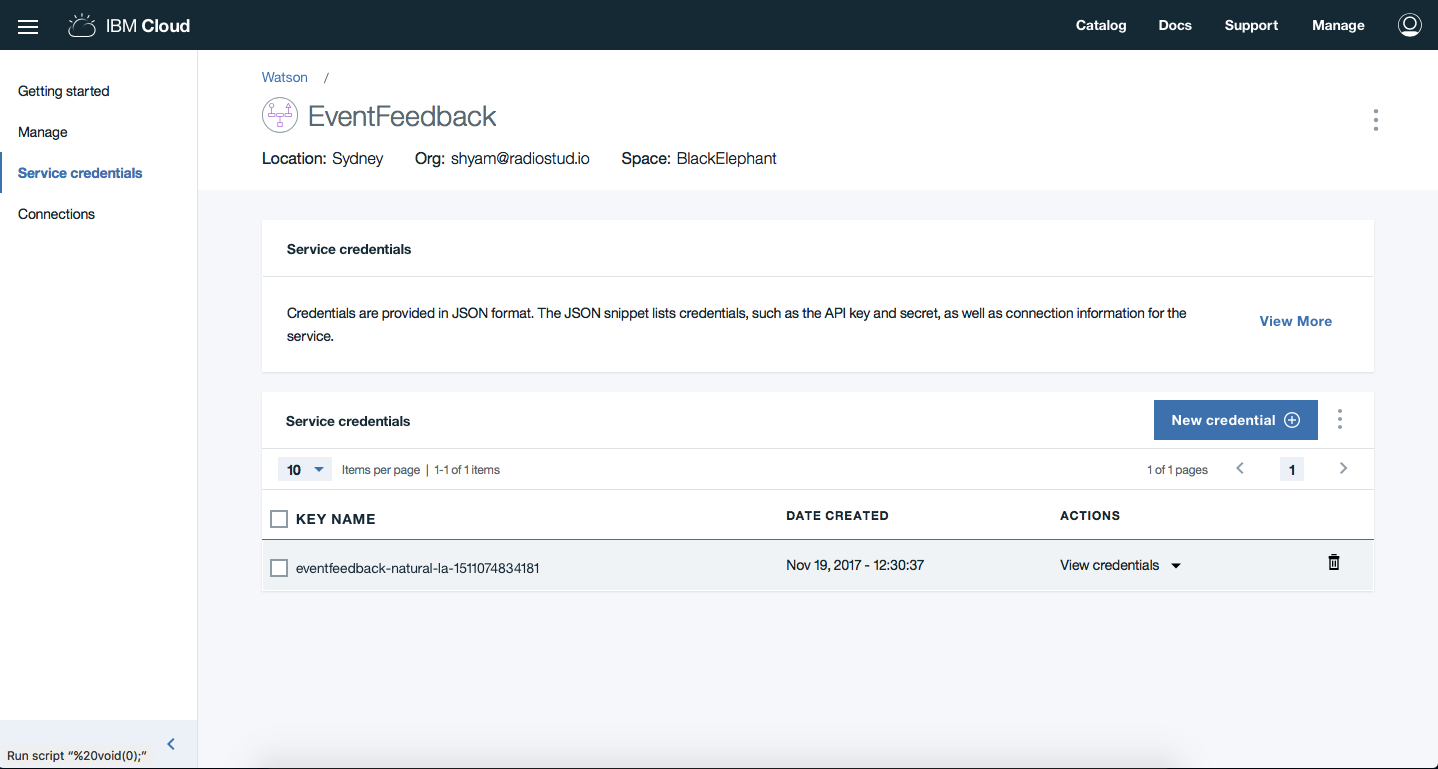 IBM Cloud
Catalog Docs Support Manage
Getting started
Manage
Service credentials
Connections
Watson /
EventFeedback
Location: Sydney Org: shyam@radiostud.io Space: BlackElephant
Service credentials
Credentials are provided in JSON format. The JSON snippet lists credentials, such as the API key and secret, as well as connection information for the
service.
View More
Service credentials
New credential
10 Items per page | 1-1 of 1 items
1 of 1 pages 1
KEY NAME DATE CREATED ACTIONS
eventfeedback-natural-la-1511074834181 Nov 19, 2017 - 12:30:37 View credentials
Run script “%20void(0);”